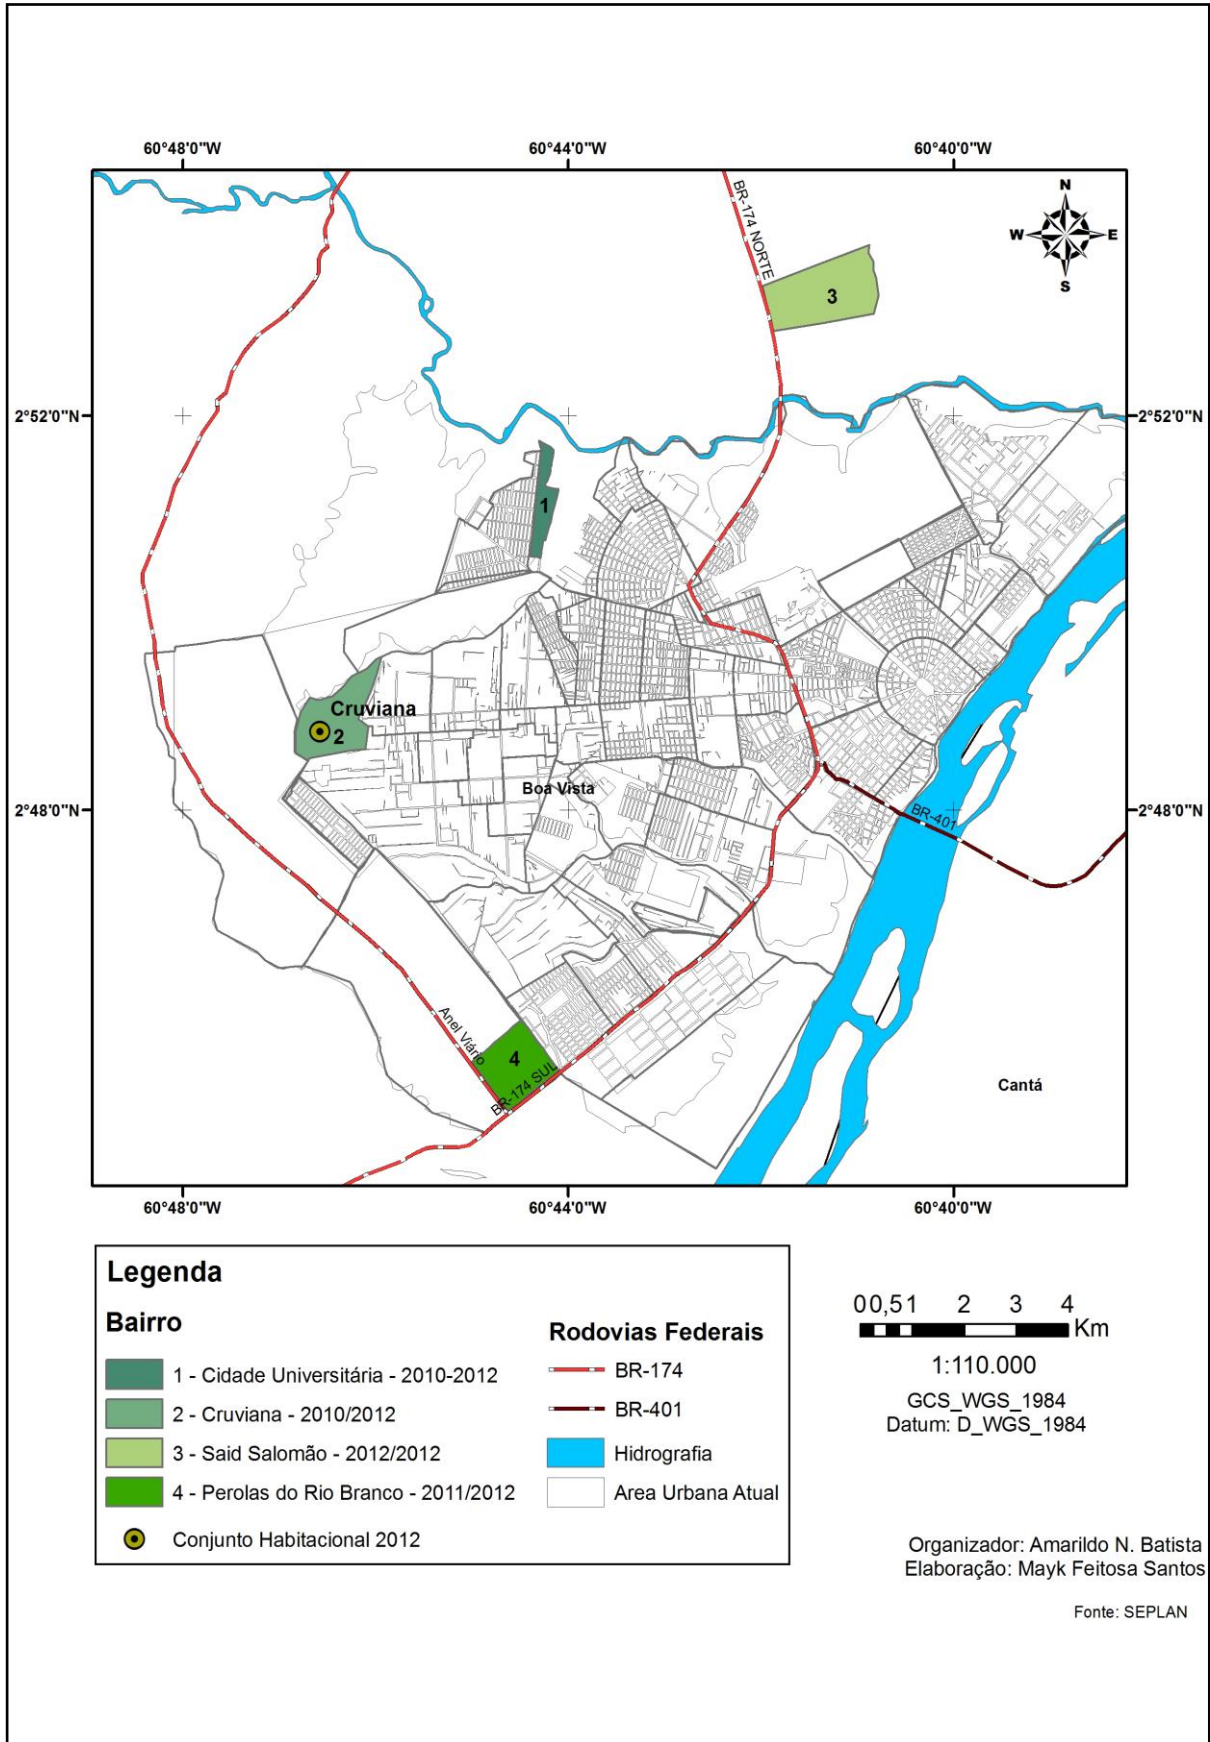 60°48'0"W
60°44'0"W
60°40'0"W
N
W
E
S
BR-174 NORTE
3
2°52'0"N
2°52'0"N
1
Cruviana
2
Boa Vista
2°48'0"N
2°48'0"N
BR-401
Anel Viário
4
BR-174 SUL
Cantá
60°48'0"W
60°44'0"W
60°40'0"W
Legenda
Bairro
1 - Cidade Universitária - 2010-2012
2 - Cruviana - 2010/2012
3 - Said Salomão - 2012/2012
4 - Perolas do Rio Branco - 2011/2012
Conjunto Habitacional 2012
Rodovias Federais
BR-174
BR-401
Hidrografia
Area Urbana Atual
0 0,5 1 2 3 4
Km
1:110.000
GCS_WGS_1984
Datum: D_WGS_1984
Organizador: Amarildo N. Batista
Elaboração: Mayk Feitosa Santos
Fonte: SEPLAN